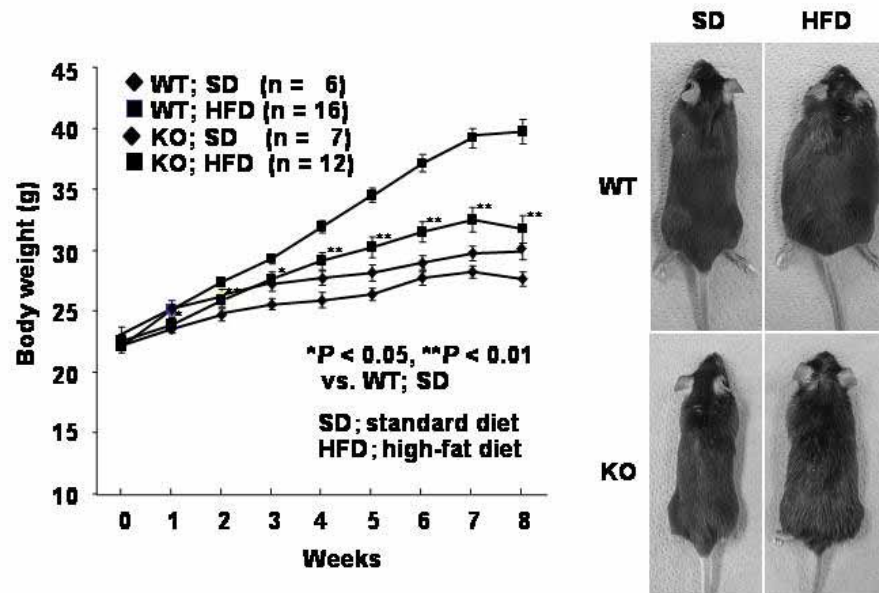 SD HFD
WT; SD (n = 6)
WT; HFD (n = 16)
KO; SD (n = 7)
KO; HFD (n = 12)
Body weight (g)
45
40
35
30
25
22
15
10
*
**
*
**
**
**
**
**
*P < 0.05, **P < 0.01
vs. WT; SD
SD; standard diet
HFD; high-fat diet
0 1 2 3 4 5 6 7 8
Weeks
WT
KO